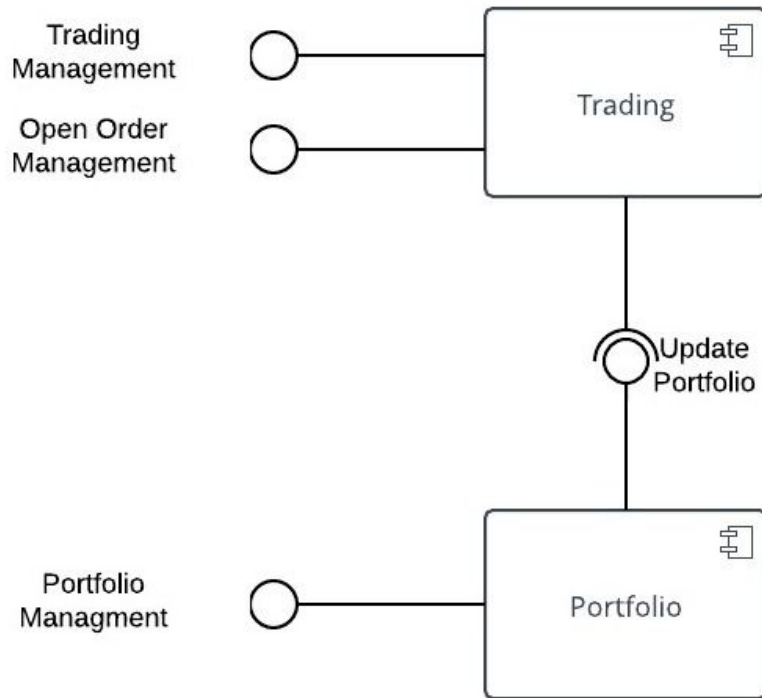 Trading
Management
Trading
Open Order
Management
Update
Portfolio
Portfolio
Managment
Portfolio